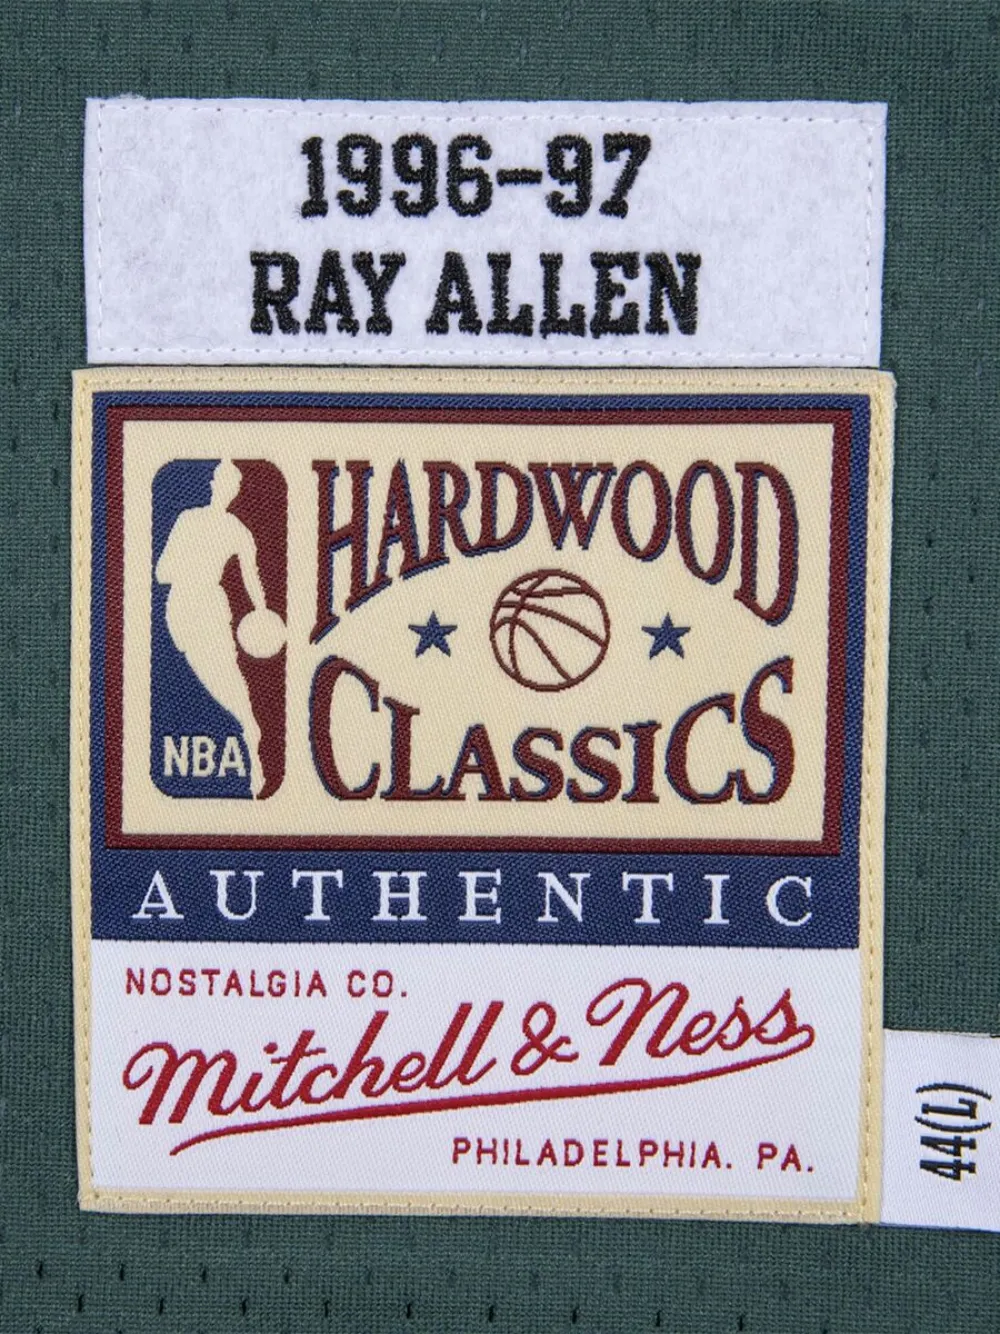 1996-97
RAY ALLEN
HARDWOOD
CLASSICS
NBA
AUTHENTIC
NOSTALGIA CO.
Mitchell & Ness
PHILADELPHIA. PA.
44(L)